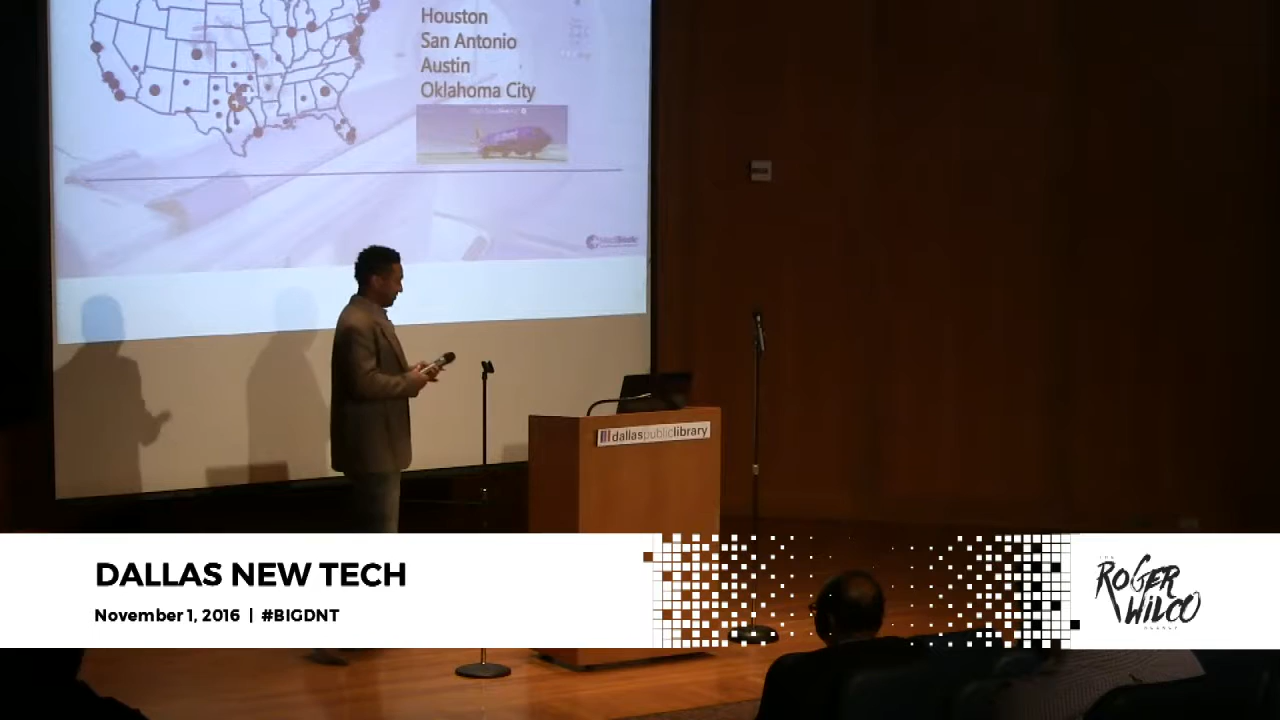 Houston
San Antonio
Austin
Oklahoma City
dallaspubliclibrary
DALLAS NEW TECH
November 1, 2016 | #BIGDNT
ROGER
WILCO